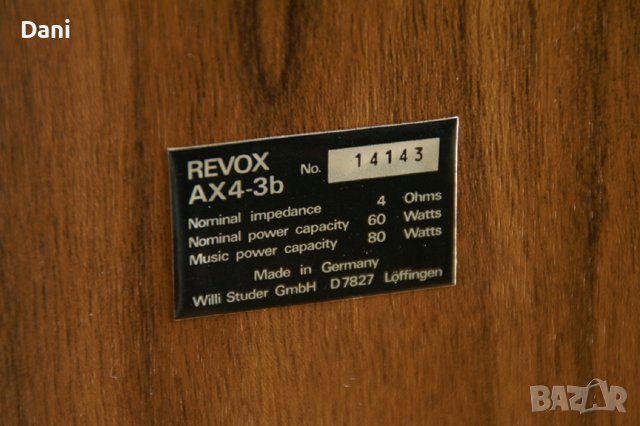 Dani
REVOX No. 14143
AX4-3b
Nominal impedance 4 Ohms
Nominal power capacity 60 Watts
Music power capacity 80 Watts
Made in Germany
Willi Studer GmbH D7827 Löffingen
BAZAR